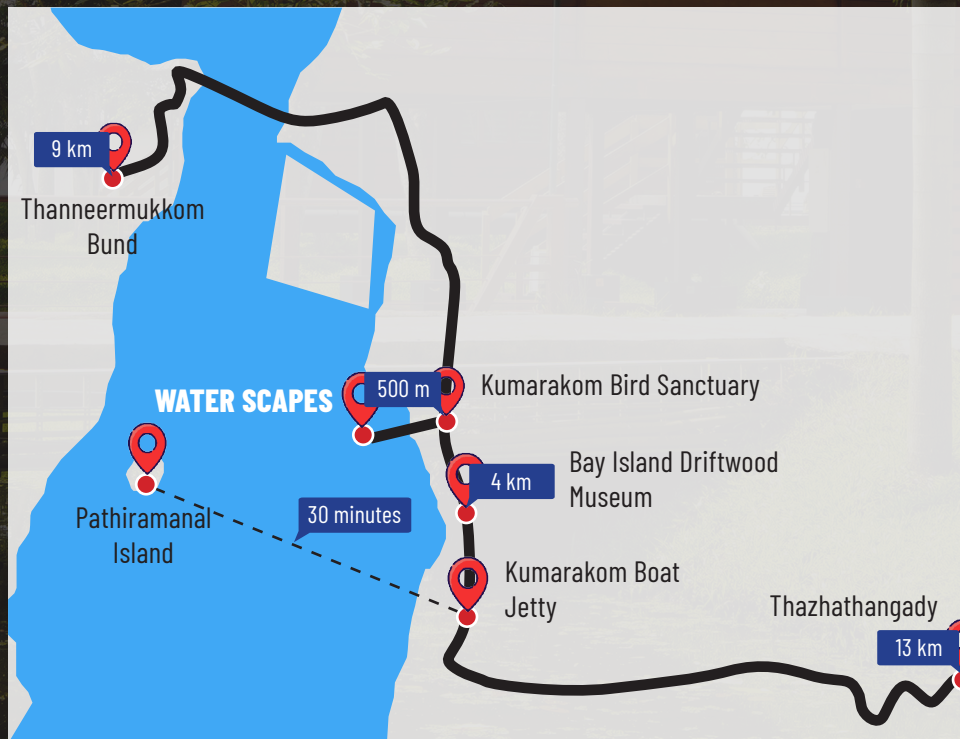 9 km
Thanneermukkom
Bund
WATER SCAPES
500 m
Kumarakom Bird Sanctuary
4 km
Bay Island Driftwood
Museum
Pathiramanal
Island
30 minutes
Kumarakom Boat
Jetty
Thazhathangady
13 km